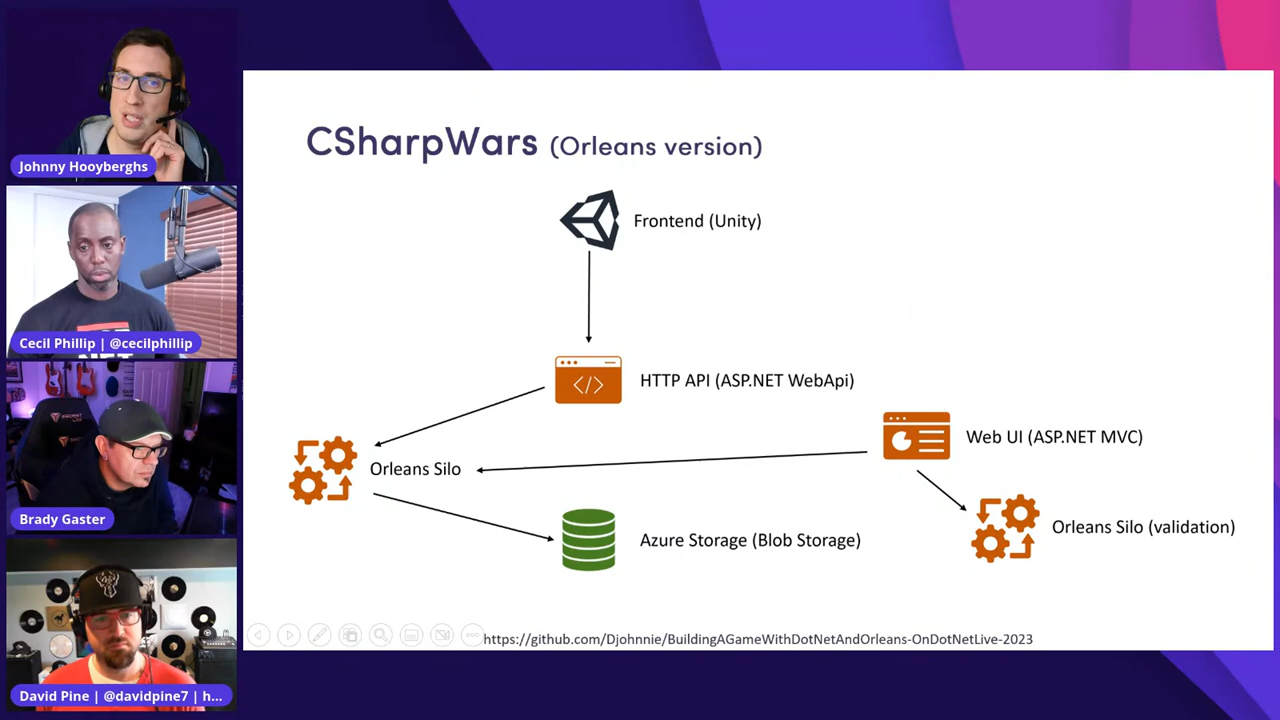 Johnny Hooyberghs
Cecil Phillip | @cecilphillip
Brady Gaster
David Pine | @davidpine7 | h...
CSharpWars (Orleans version)
Frontend (Unity)
HTTP API (ASP.NET WebApi)
Web UI (ASP.NET MVC)
Orleans Silo
Orleans Silo (validation)
Azure Storage (Blob Storage)
https://github.com/Djohnnie/BuildingAGameWithDotNetAndOrleans-OnDotNetLive-2023